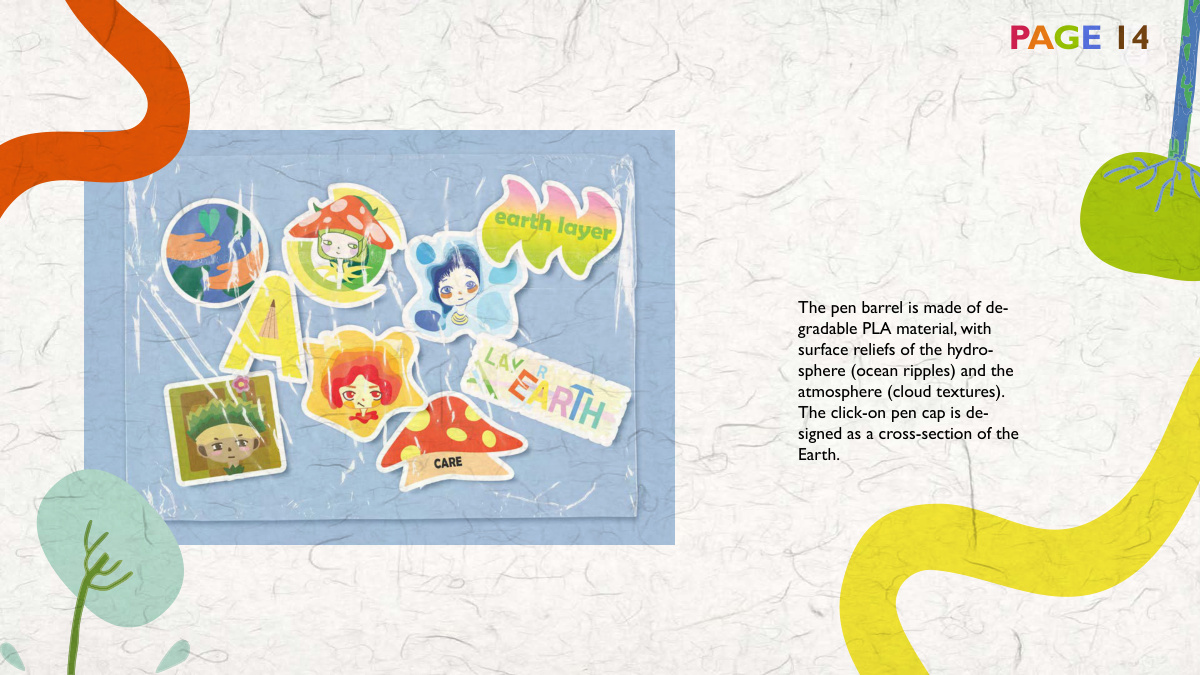 PAGE 14
earth layer
A
LAYER
EARTH
CARE
The pen barrel is made of de-
gradable PLA material, with
surface reliefs of the hydro-
sphere (ocean ripples) and the
atmosphere (cloud textures).
The click-on pen cap is de-
signed as a cross-section of the
Earth.